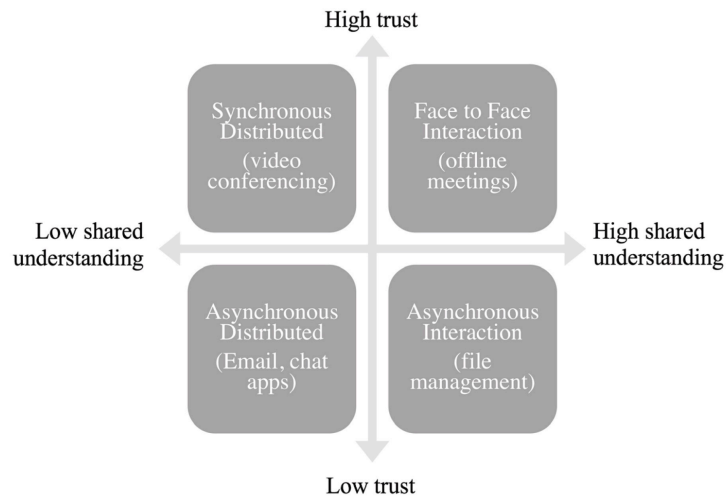 High trust
Synchronous
Distributed
(video
conferencing)
Face to Face
Interaction
(offline
meetings)
Low shared
understanding
High shared
understanding
Asynchronous
Distributed
(Email, chat
apps)
Asynchronous
Interaction
(file
management)
Low trust